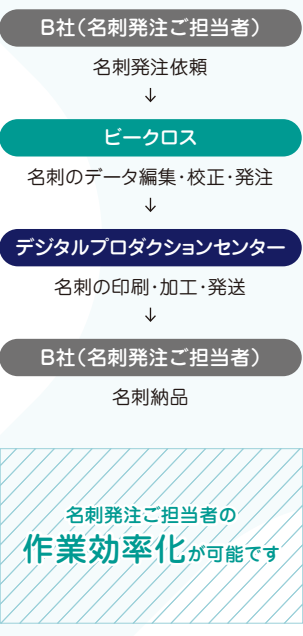 B社（名刺発注ご担当者）
名刺発注依頼
↓
ビークロス
名刺のデータ編集・校正・発注
↓
デジタルプロダクションセンター
名刺の印刷・加工・発送
↓
B社（名刺発注ご担当者）
名刺納品
名刺発注ご担当者の
作業効率化が可能です